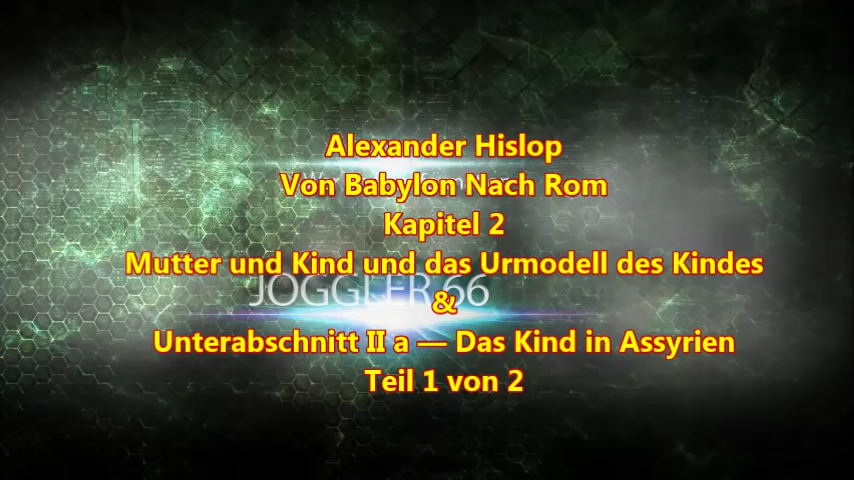 Alexander Hislop
Von Babylon Nach Rom
Kapitel 2
Mutter und Kind und das Urmodell des Kindes
JOGGLER 66
&
Unterabschnitt II a — Das Kind in Assyrien
Teil 1 von 2